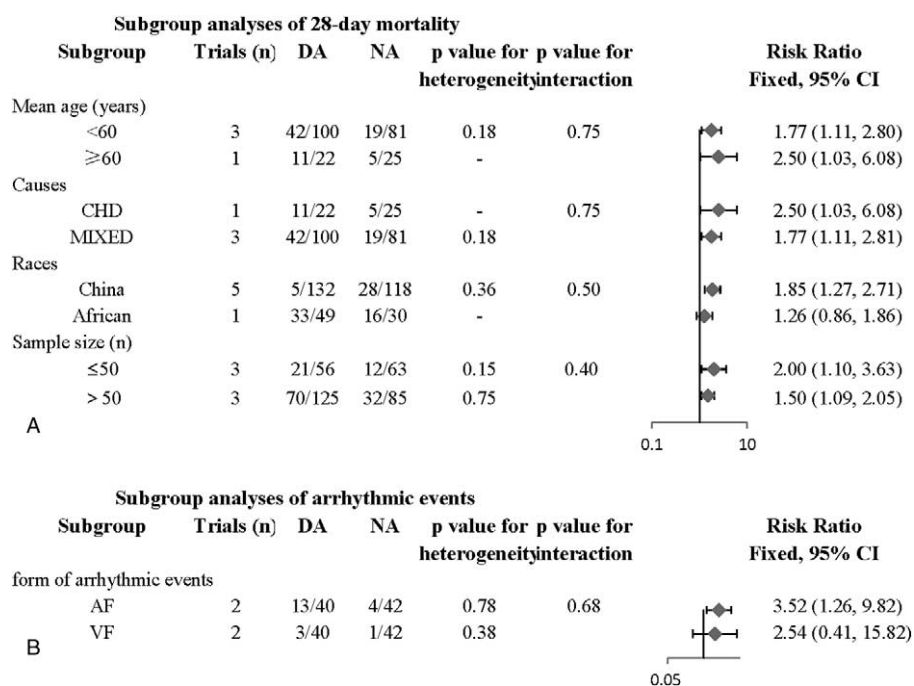 Subgroup analyses of 28-day mortality
Subgroup Trials (n) DA NA p value for p value for Risk Ratio
heterogeneity interaction Fixed, 95% CI
Mean age (years)
<60 3 42/100 19/81 0.18 0.75 1.77 (1.11, 2.80)
⩾60 1 11/22 5/25 - 2.50 (1.03, 6.08)
Causes
CHD 1 11/22 5/25 - 0.75 2.50 (1.03, 6.08)
MIXED 3 42/100 19/81 0.18 1.77 (1.11, 2.81)
Races
China 5 5/132 28/118 0.36 0.50 1.85 (1.27, 2.71)
African 1 33/49 16/30 - 1.26 (0.86, 1.86)
Sample size (n)
≤50 3 21/56 12/63 0.15 0.40 2.00 (1.10, 3.63)
> 50 3 70/125 32/85 0.75 1.50 (1.09, 2.05)
A
0.1 10
Subgroup analyses of arrhythmic events
Subgroup Trials (n) DA NA p value for p value for Risk Ratio
heterogeneity interaction Fixed, 95% CI
form of arrhythmic events
AF 2 13/40 4/42 0.78 0.68 3.52 (1.26, 9.82)
VF 2 3/40 1/42 0.38 2.54 (0.41, 15.82)
B
0.05